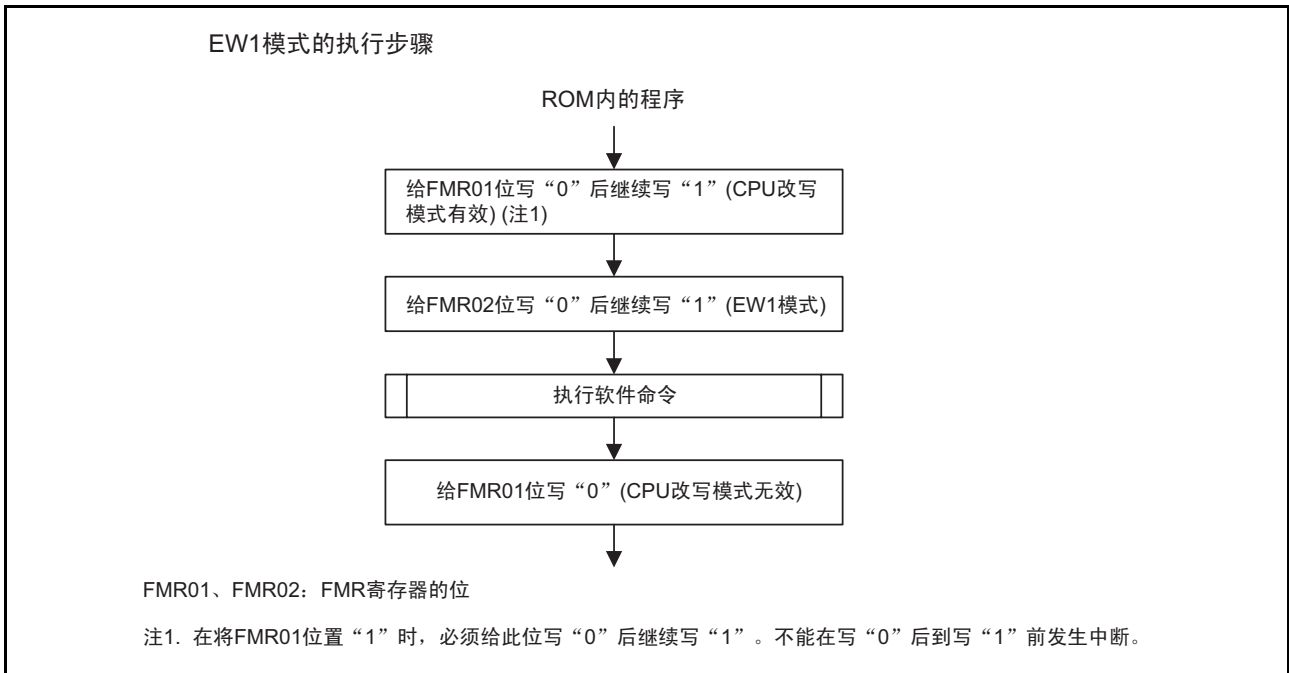 EW1模式的执行步骤
ROM内的程序
给FMR01位写“0”后继续写“1”(CPU改写
模式有效) (注1)
给FMR02位写“0”后继续写“1”(EW1模式)
执行软件命令
给FMR01位写“0”(CPU改写模式无效)
FMR01、FMR02：FMR寄存器的位
注1. 在将FMR01位置“1”时，必须给此位写“0”后继续写“1”。不能在写“0”后到写“1”前发生中断。